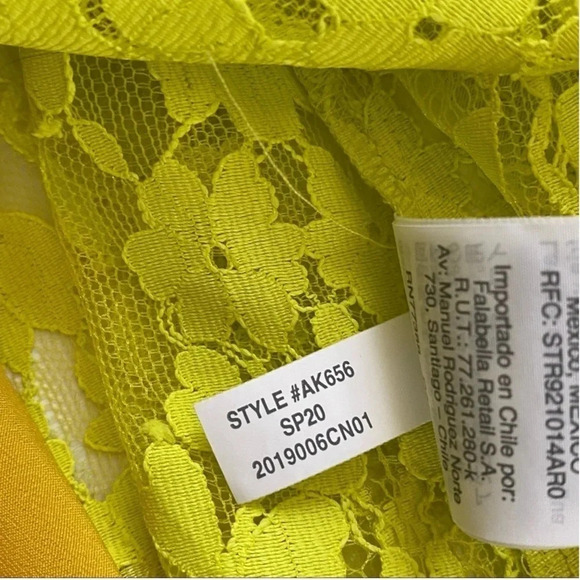 STYLE #AK656
SP20
2019006CN01
Importado en Chile por:
Falabella Retail S.A.
R.U.T.: 77.261.280-k
Av: Manuel Rodríguez Norte
730, Santiago – Chile
Mexico, MEXICO
RFC: STR921014AR0